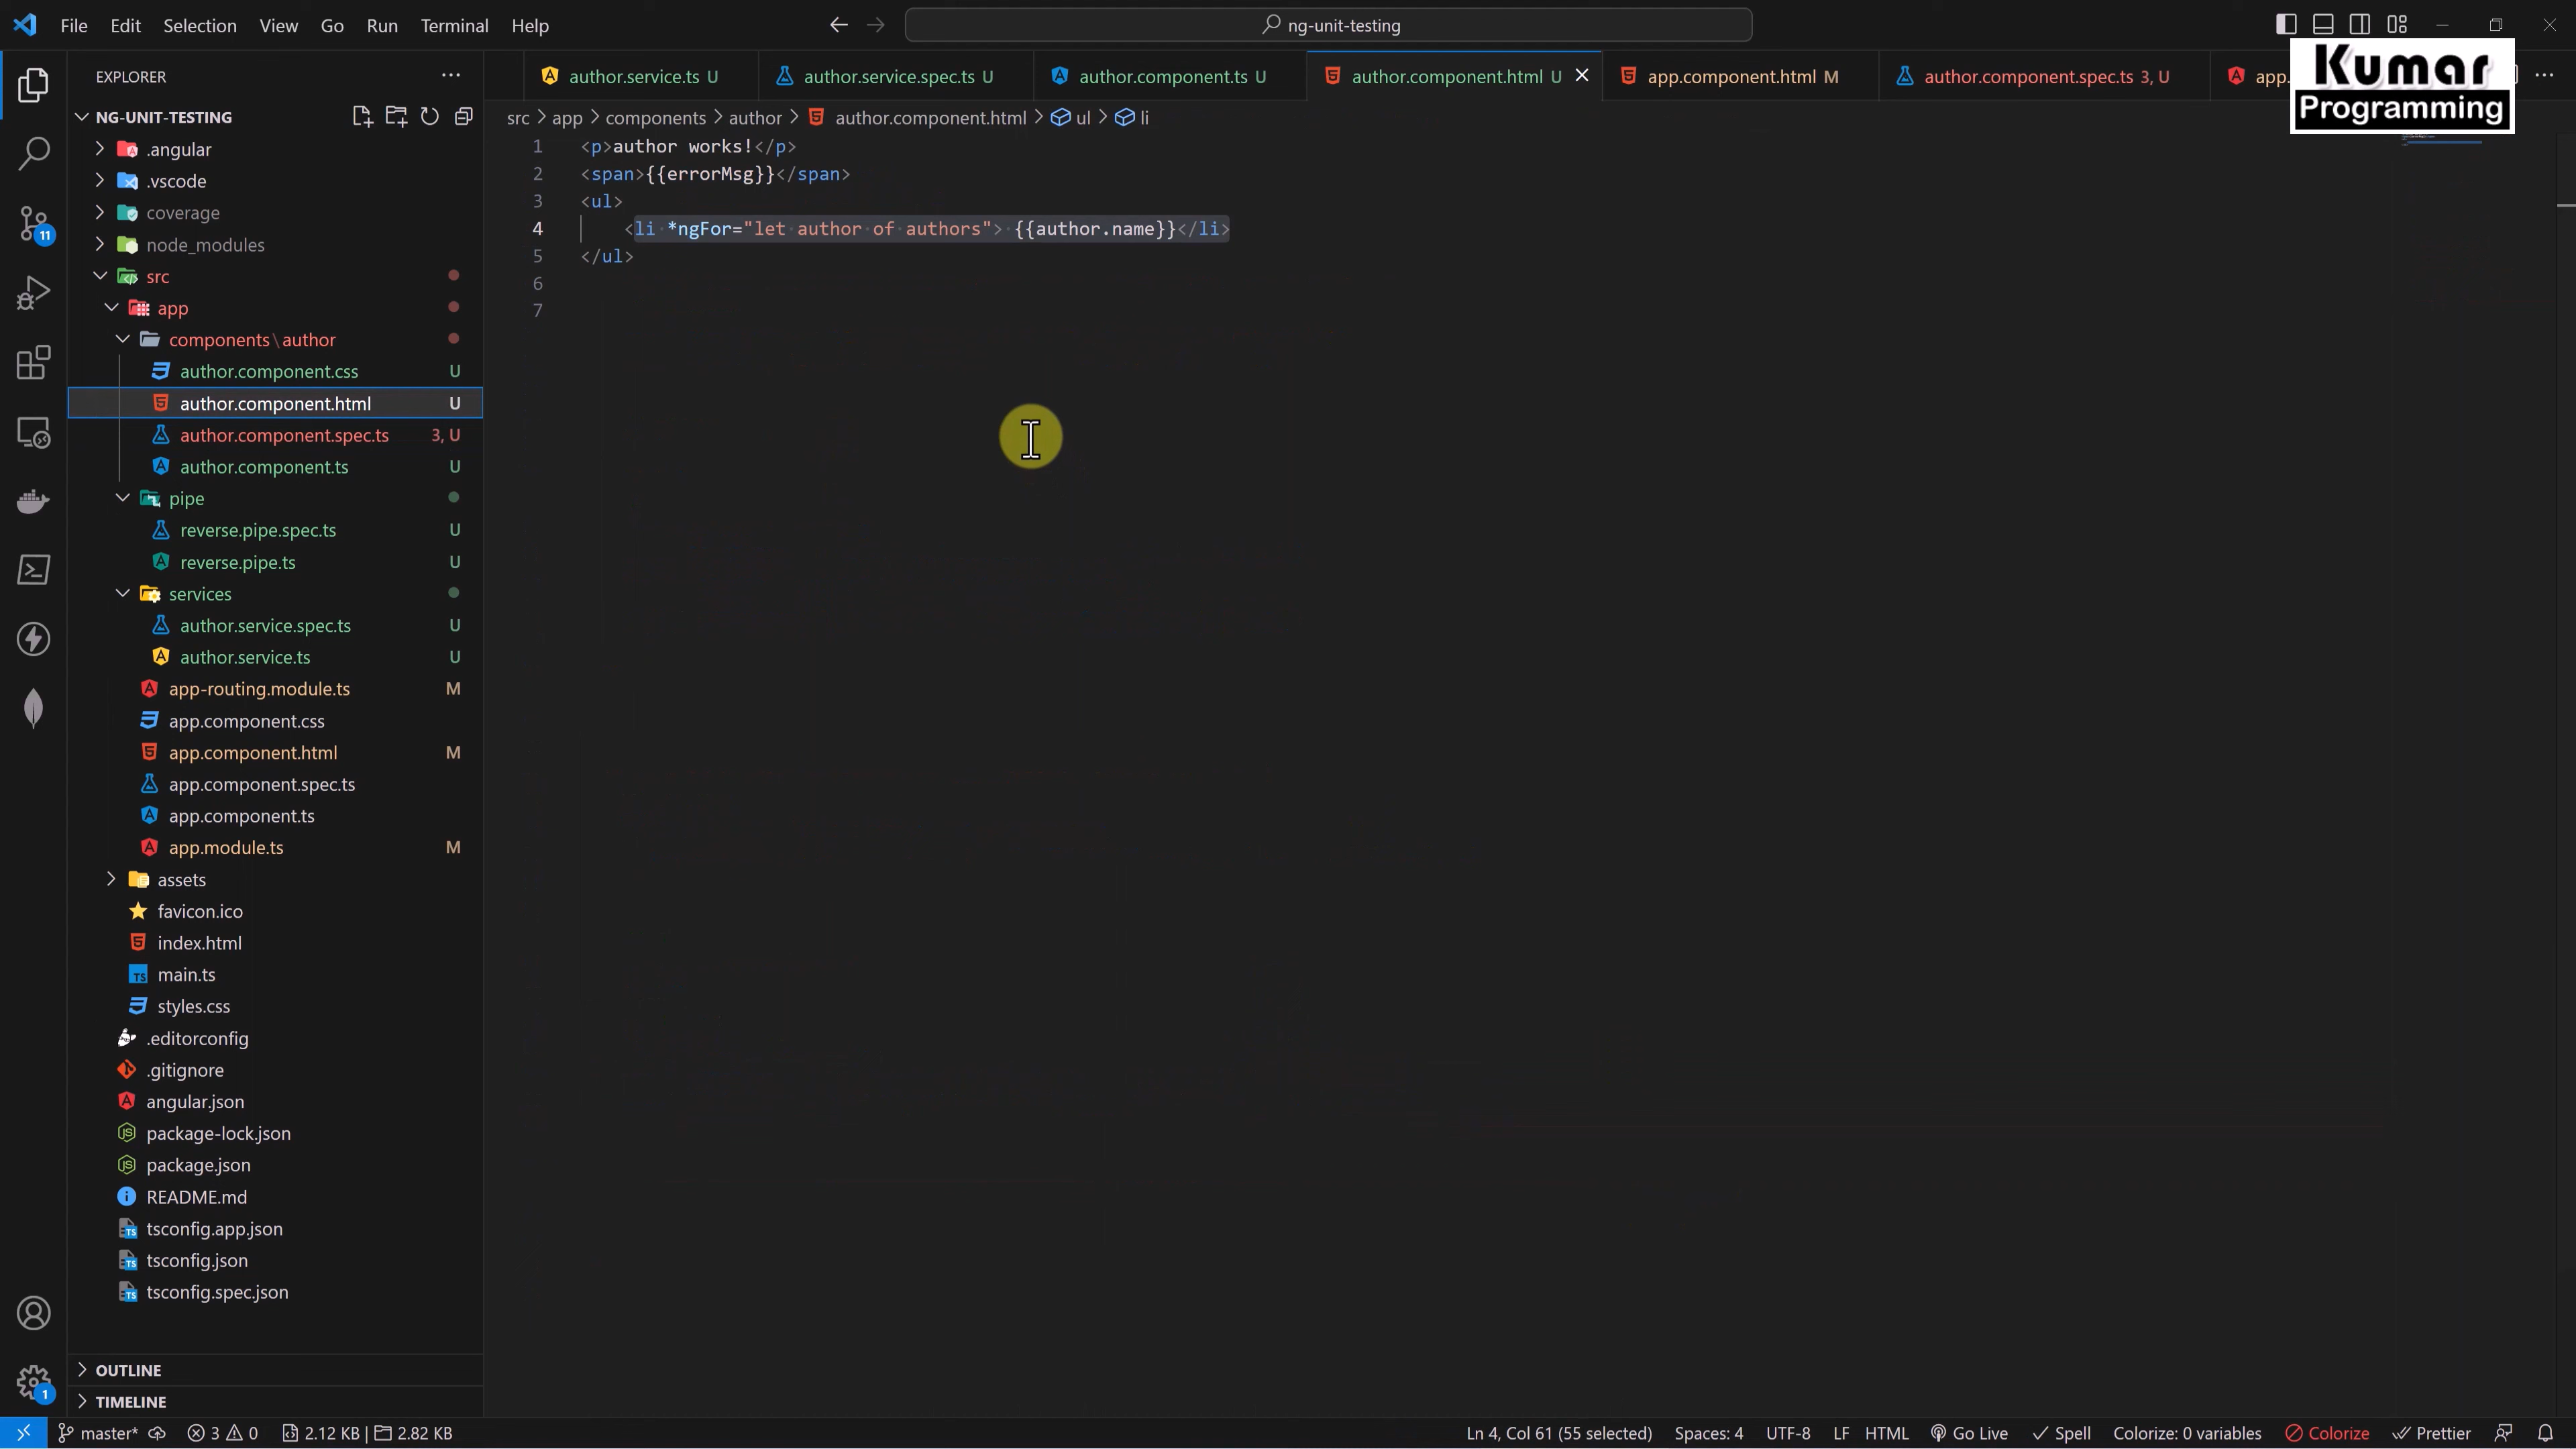 File Edit Selection View Go Run Terminal Help
ng-unit-testing
Kumar
Programming
EXPLORER
author.service.ts U
author.service.spec.ts U
author.component.ts U
author.component.html U
app.component.html M
author.component.spec.ts 3, U
app.
NG-UNIT-TESTING
src > app > components > author > author.component.html > ul > li
.angular
.vscode
coverage
node_modules
src
app
components\author
author.component.css U
author.component.html U
author.component.spec.ts 3, U
author.component.ts U
pipe
reverse.pipe.spec.ts U
reverse.pipe.ts U
services
author.service.spec.ts U
author.service.ts U
app-routing.module.ts M
app.component.css
app.component.html M
app.component.spec.ts
app.component.ts
app.module.ts M
assets
favicon.ico
index.html
main.ts
styles.css
.editorconfig
.gitignore
angular.json
package-lock.json
package.json
README.md
tsconfig.app.json
tsconfig.json
tsconfig.spec.json
OUTLINE
TIMELINE
1 <p>author works!</p>
2 <span>{{errorMsg}}</span>
3 <ul>
4 <li *ngFor="let author of authors"> {{author.name}}</li>
5 </ul>
6
7
11
1
master* 3 0 2.12 KB | 2.82 KB
Ln 4, Col 61 (55 selected) Spaces: 4 UTF-8 LF HTML Go Live Spell Colorize: 0 variables Colorize Prettier